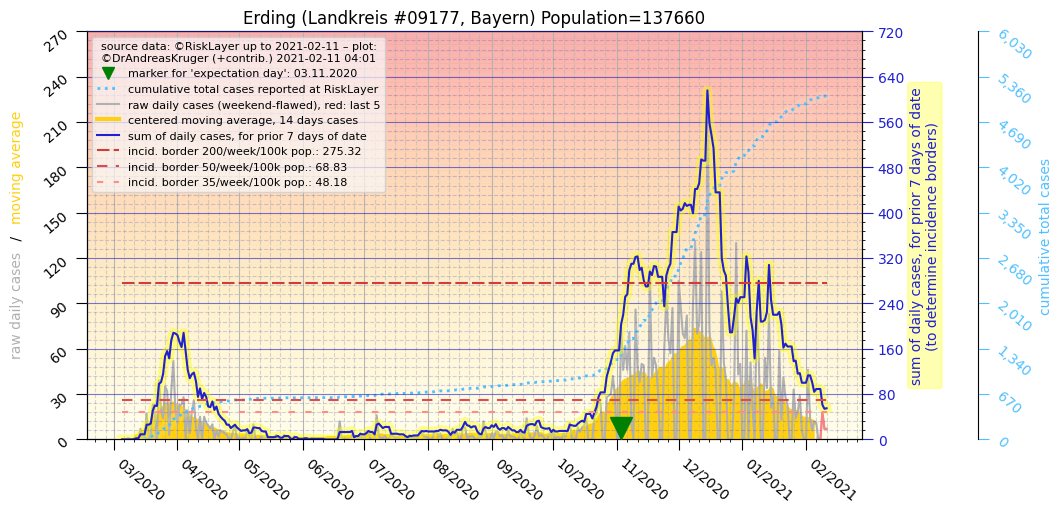 Erding (Landkreis #09177, Bayern) Population=137660
source data: ©RiskLayer up to 2021-02-11 – plot:
©DrAndreasKruger (+contrib.) 2021-02-11 04:01
marker for 'expectation day': 03.11.2020
cumulative total cases reported at RiskLayer
raw daily cases (weekend-flawed), red: last 5
centered moving average, 14 days cases
sum of daily cases, for prior 7 days of date
incid. border 200/week/100k pop.: 275.32
incid. border 50/week/100k pop.: 68.83
incid. border 35/week/100k pop.: 48.18
raw daily cases / moving average
270
240
210
180
150
120
90
60
30
0
03/2020
04/2020
05/2020
06/2020
07/2020
08/2020
09/2020
10/2020
11/2020
12/2020
01/2021
02/2021
720
640
560
480
400
320
240
160
80
0
sum of daily cases, for prior 7 days of date
(to determine incidence borders)
6,030
5,360
4,690
4,020
3,350
2,680
2,010
1,340
670
0
cumulative total cases